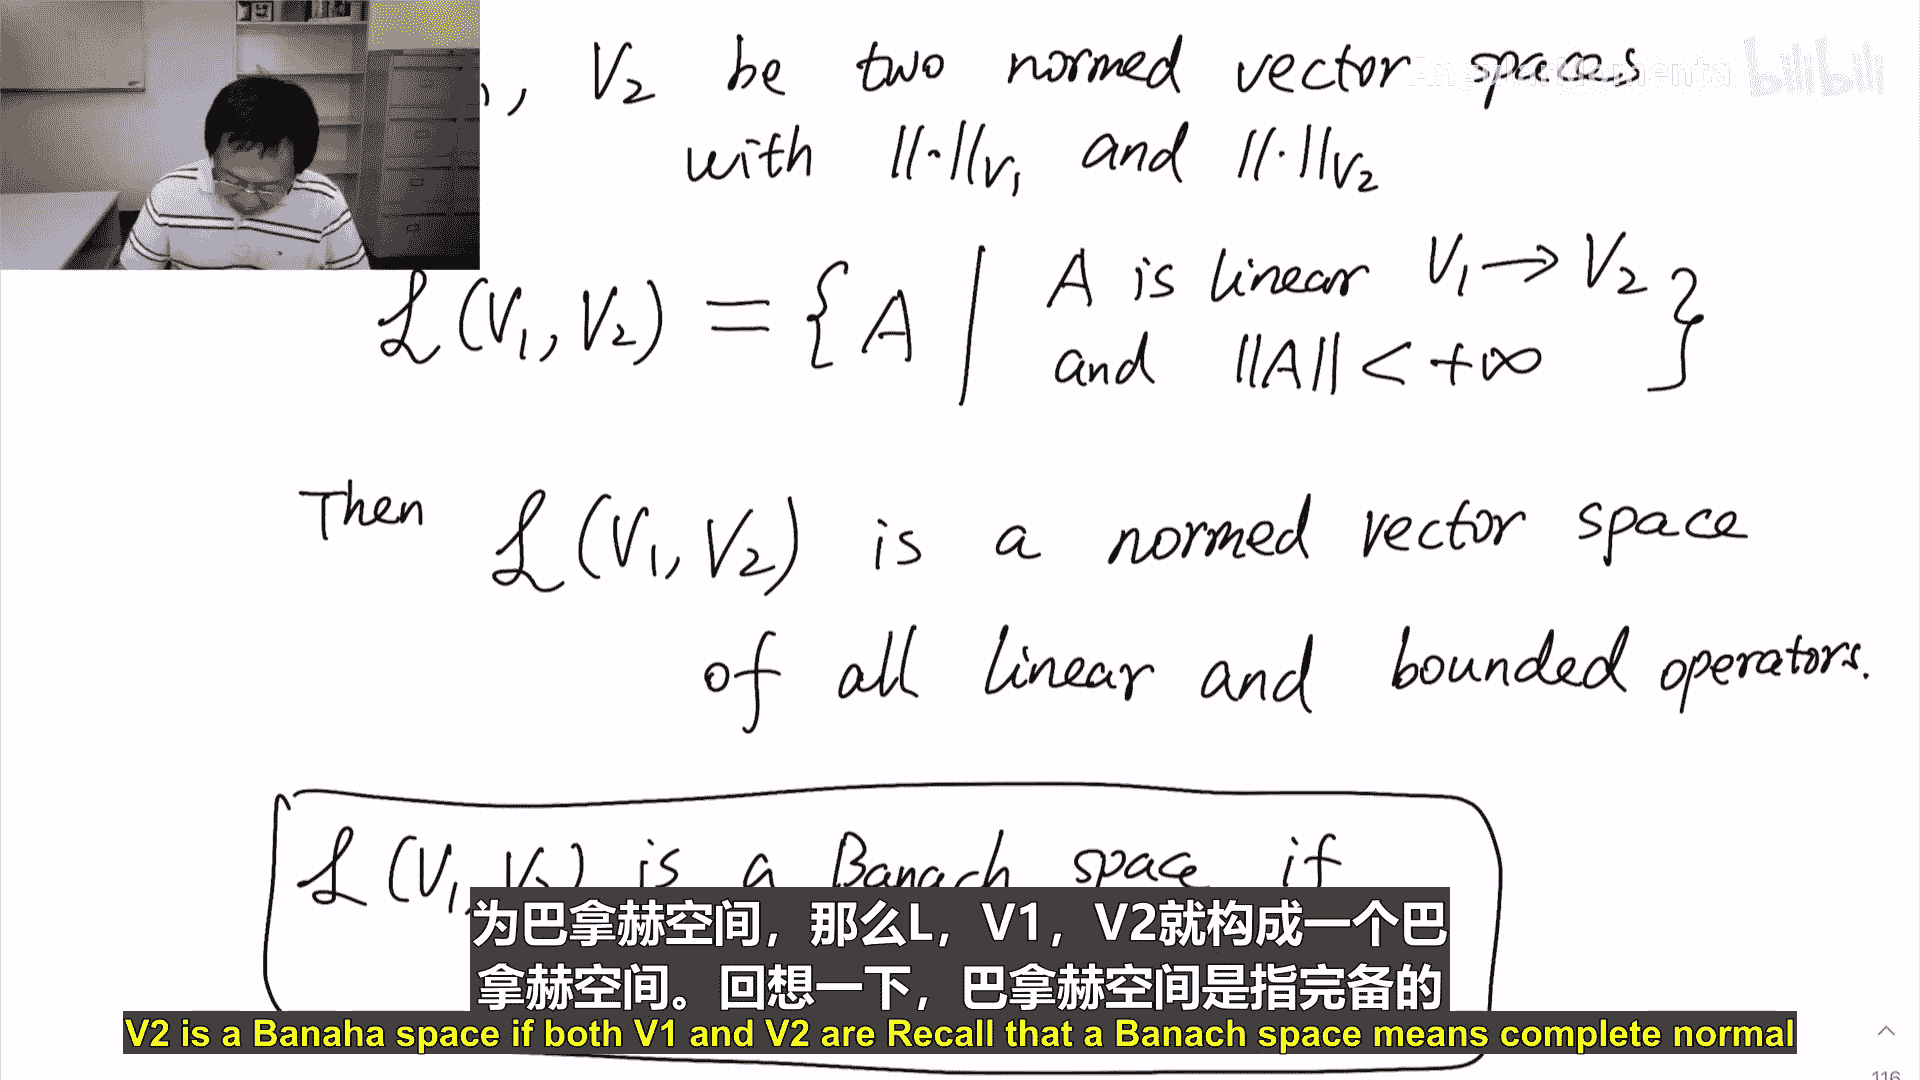 , V₂ be two normed vector spaces
with ||·||_V₁ and ||·||_V₂
bilibili
ℒ(V₁, V₂) = { A | A is linear V₁ → V₂
and ||A|| < +∞ }
Then ℒ(V₁, V₂) is a normed vector space
of all linear and bounded operators.
ℒ(V₁, V₂) is a Banach space if
为巴拿赫空间，那么L，V1，V2就构成一个巴
拿赫空间。回想一下，巴拿赫空间是指完备的
V2 is a Banaha space if both V1 and V2 are Recall that a Banach space means complete normal
116